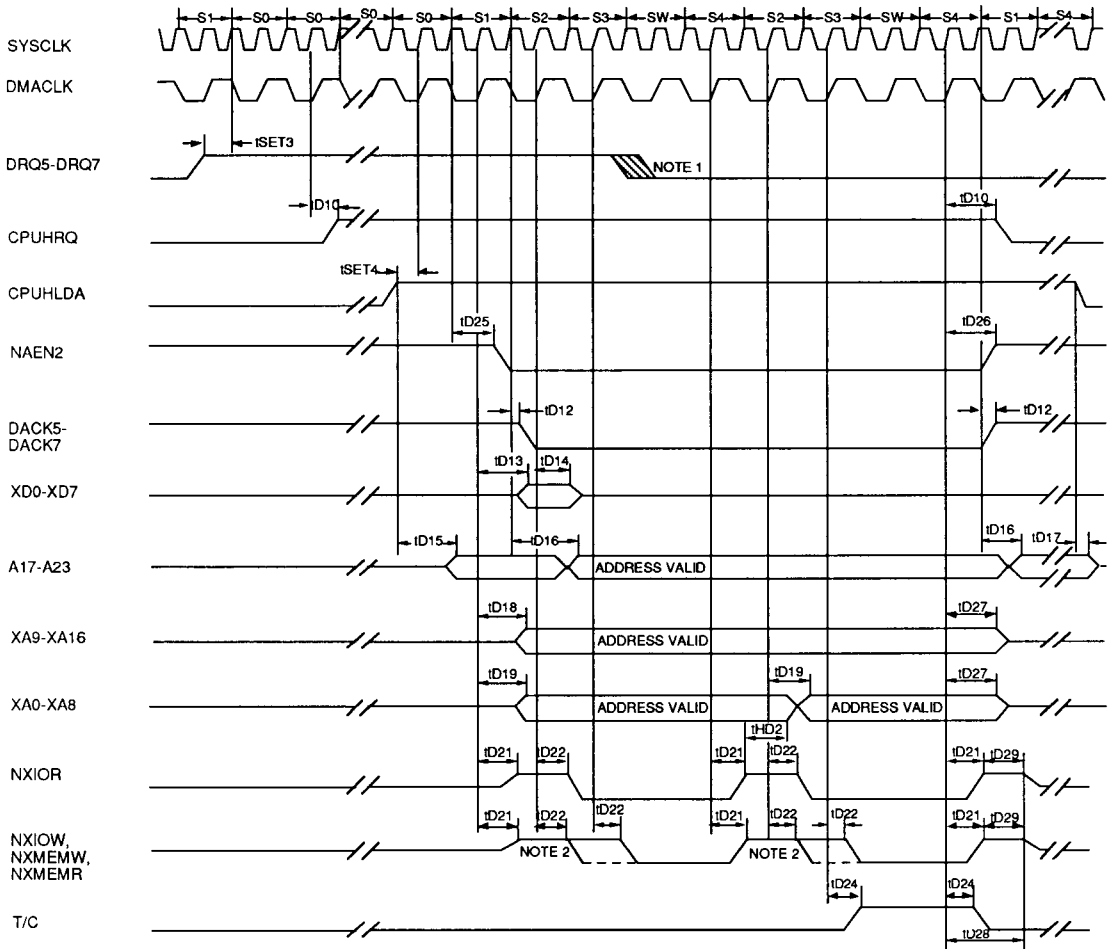 S1 S0 S0 S0 S0 S1 S2 S3 SW S4 S2 S3 SW S4 S1 S4
SYSCLK
DMACLK
tSET3
DRQ5-DRQ7
NOTE 1
tD10 tD10
CPUHRQ
tSET4
CPUHLDA
tD25 tD26
NAEN2
tD12 tD12
DACK5-
DACK7
tD13 tD14
XD0-XD7
tD15 tD16 tD16 tD17
A17-A23
ADDRESS VALID
tD18 tD27
XA9-XA16
ADDRESS VALID
tD19 tD19 tD27
XA0-XA8
ADDRESS VALID ADDRESS VALID
tHD2
tD21 tD22 tD21 tD22 tD21 tD29
NXIOR
tD21 tD22 tD22 tD21 tD22 tD22 tD21 tD29
NXIOW,
NXMEMW,
NXMEMR
NOTE 2 NOTE 2
tD24 tD24
T/C
tD28